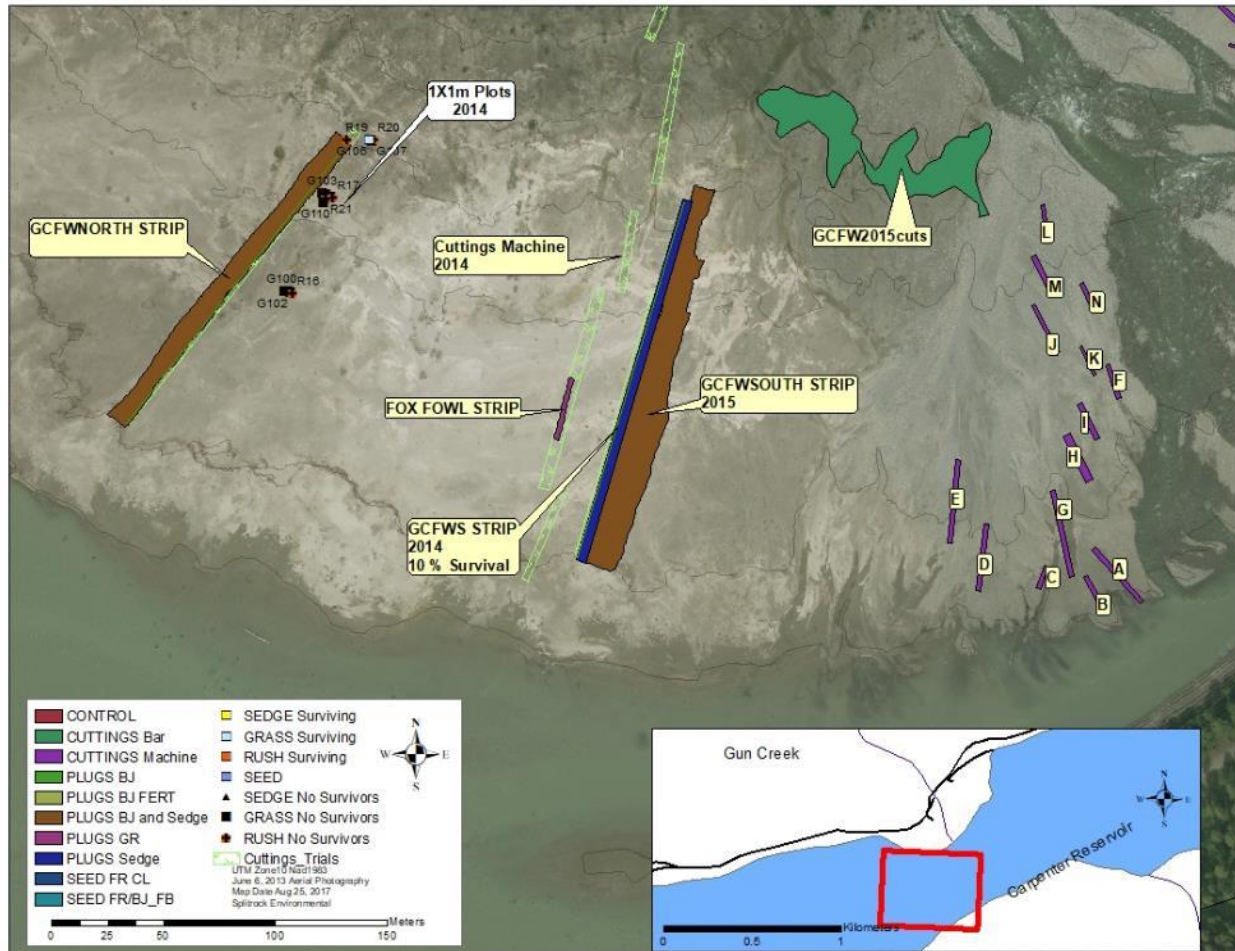 1X1m Plots
2014
R19
R20
G106
G107
G103
R17
G110
R21
GCFWNORTH STRIP
G100
R16
G102
Cuttings Machine
2014
GCFW2015cuts
FOX FOWL STRIP
GCFWSOUTH STRIP
2015
GCFWS STRIP
2014
10 % Survival
L
M
N
J
K
F
I
H
E
G
D
C
A
B
CONTROL
CUTTINGS Bar
CUTTINGS Machine
PLUGS BJ
PLUGS BJ FERT
PLUGS BJ and Sedge
PLUGS GR
PLUGS Sedge
SEED FR CL
SEED FR/BJ_FB
SEDGE Surviving
GRASS Surviving
RUSH Surviving
SEED
SEDGE No Survivors
GRASS No Survivors
RUSH No Survivors
Cuttings_Trials
UTM Zone10 Nad1983
June 6, 2013 Aerial Photography
Map Date Aug 25, 2017
Splitrock Environmental
N
W E
S
Meters
0 50 100 150
Gun Creek
N
W E
S
Carpenter Reservoir
Kilometers
0 0.5 1